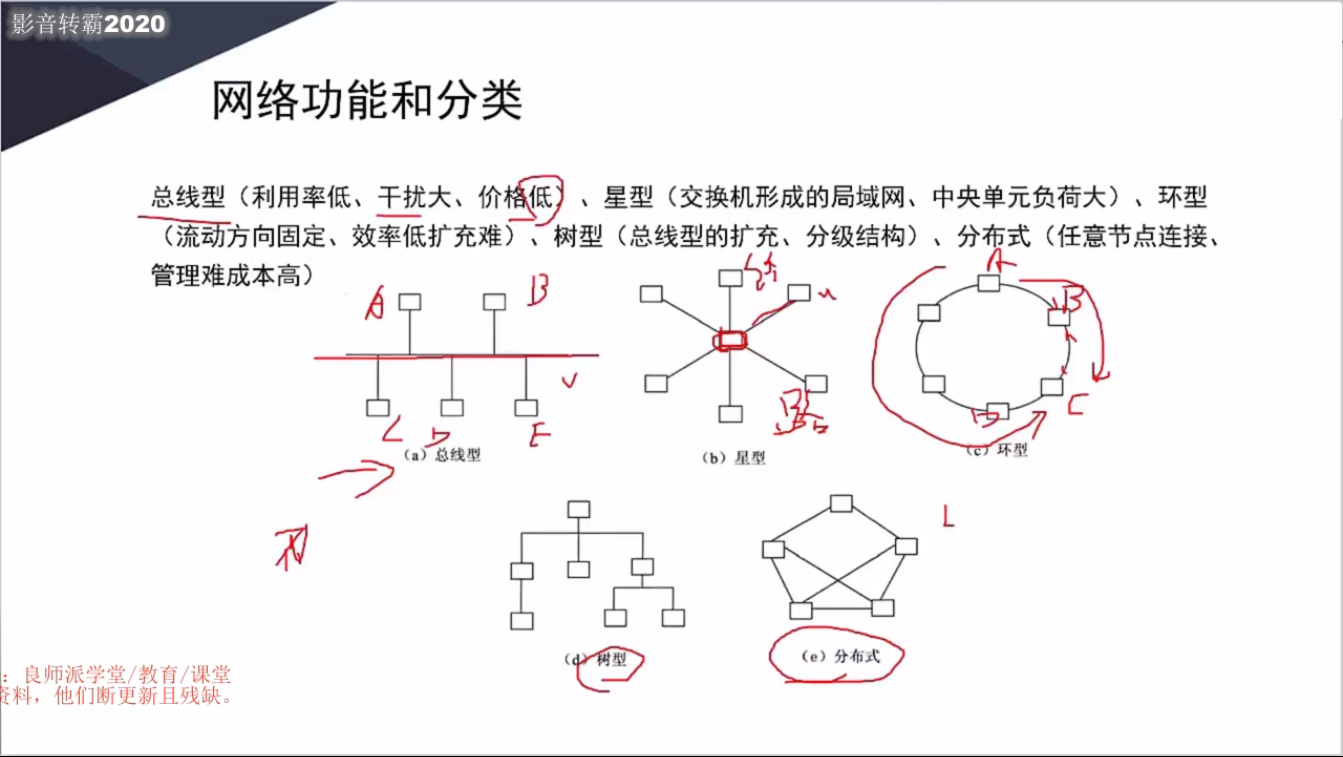 影音转霸2020
网络功能和分类
总线型（利用率低、干扰大、价格低）、星型（交换机形成的局域网、中央单元负荷大）、环型
（流动方向固定、效率低扩充难）、树型（总线型的扩充、分级结构）、分布式（任意节点连接、
管理难成本高）
A
B
A
B
C
D
E
C
D
（a）总线型
（b）星型
（c）环型
L
（d）树型
（e）分布式
：良师派学堂/教育/课堂
资料，他们断更新且残缺。